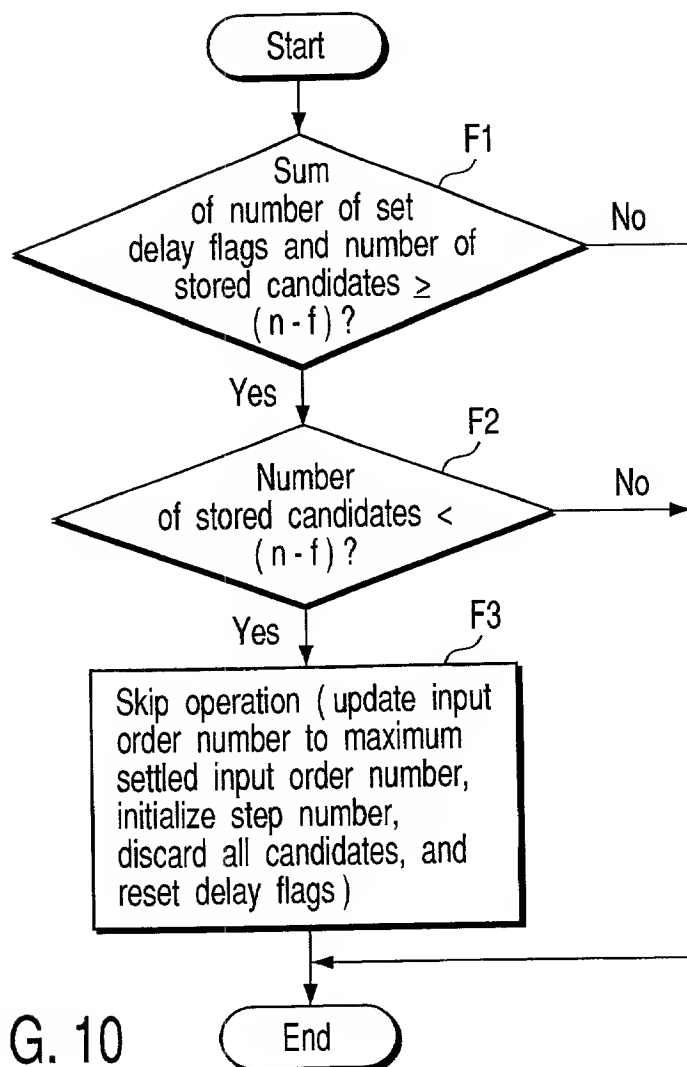 Start
F1
Sum
of number of set
delay flags and number of
stored candidates ≥
(n-f)?
No
Yes
F2
Number
of stored candidates <
(n-f)?
No
Yes
F3
Skip operation (update input
order number to maximum
settled input order number,
initialize step number,
discard all candidates, and
reset delay flags)
End
G. 10